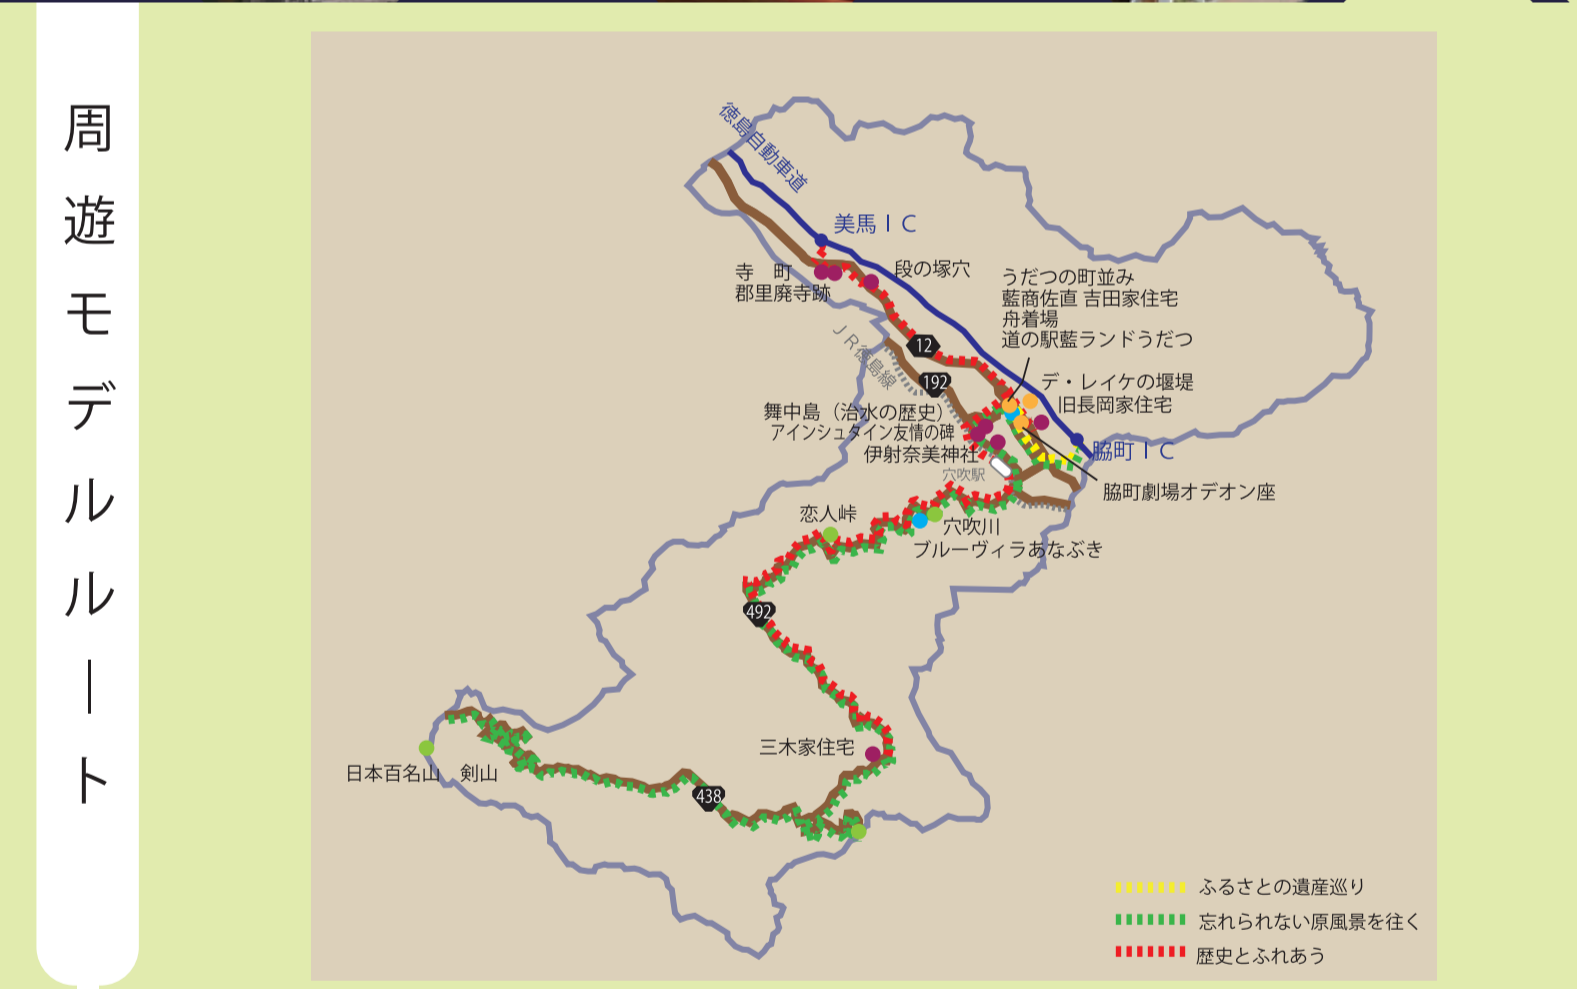 周遊モデルルート
徳島自動車道
美馬ＩＣ
段の塚穴
寺　町
郡里廃寺跡
うだつの町並み
藍商佐直 吉田家住宅
舟着場
道の駅藍ランドうだつ
ＪＲ徳島線
12
192
デ・レイケの堰堤
旧長岡家住宅
舞中島（治水の歴史）
アインシュタイン友情の碑
伊射奈美神社
穴吹駅
脇町ＩＣ
脇町劇場オデオン座
恋人峠
穴吹川
ブルーヴィラあなぶき
492
三木家住宅
日本百名山　剣山
438
ふるさとの遺産巡り
忘れられない原風景を往く
歴史とふれあう